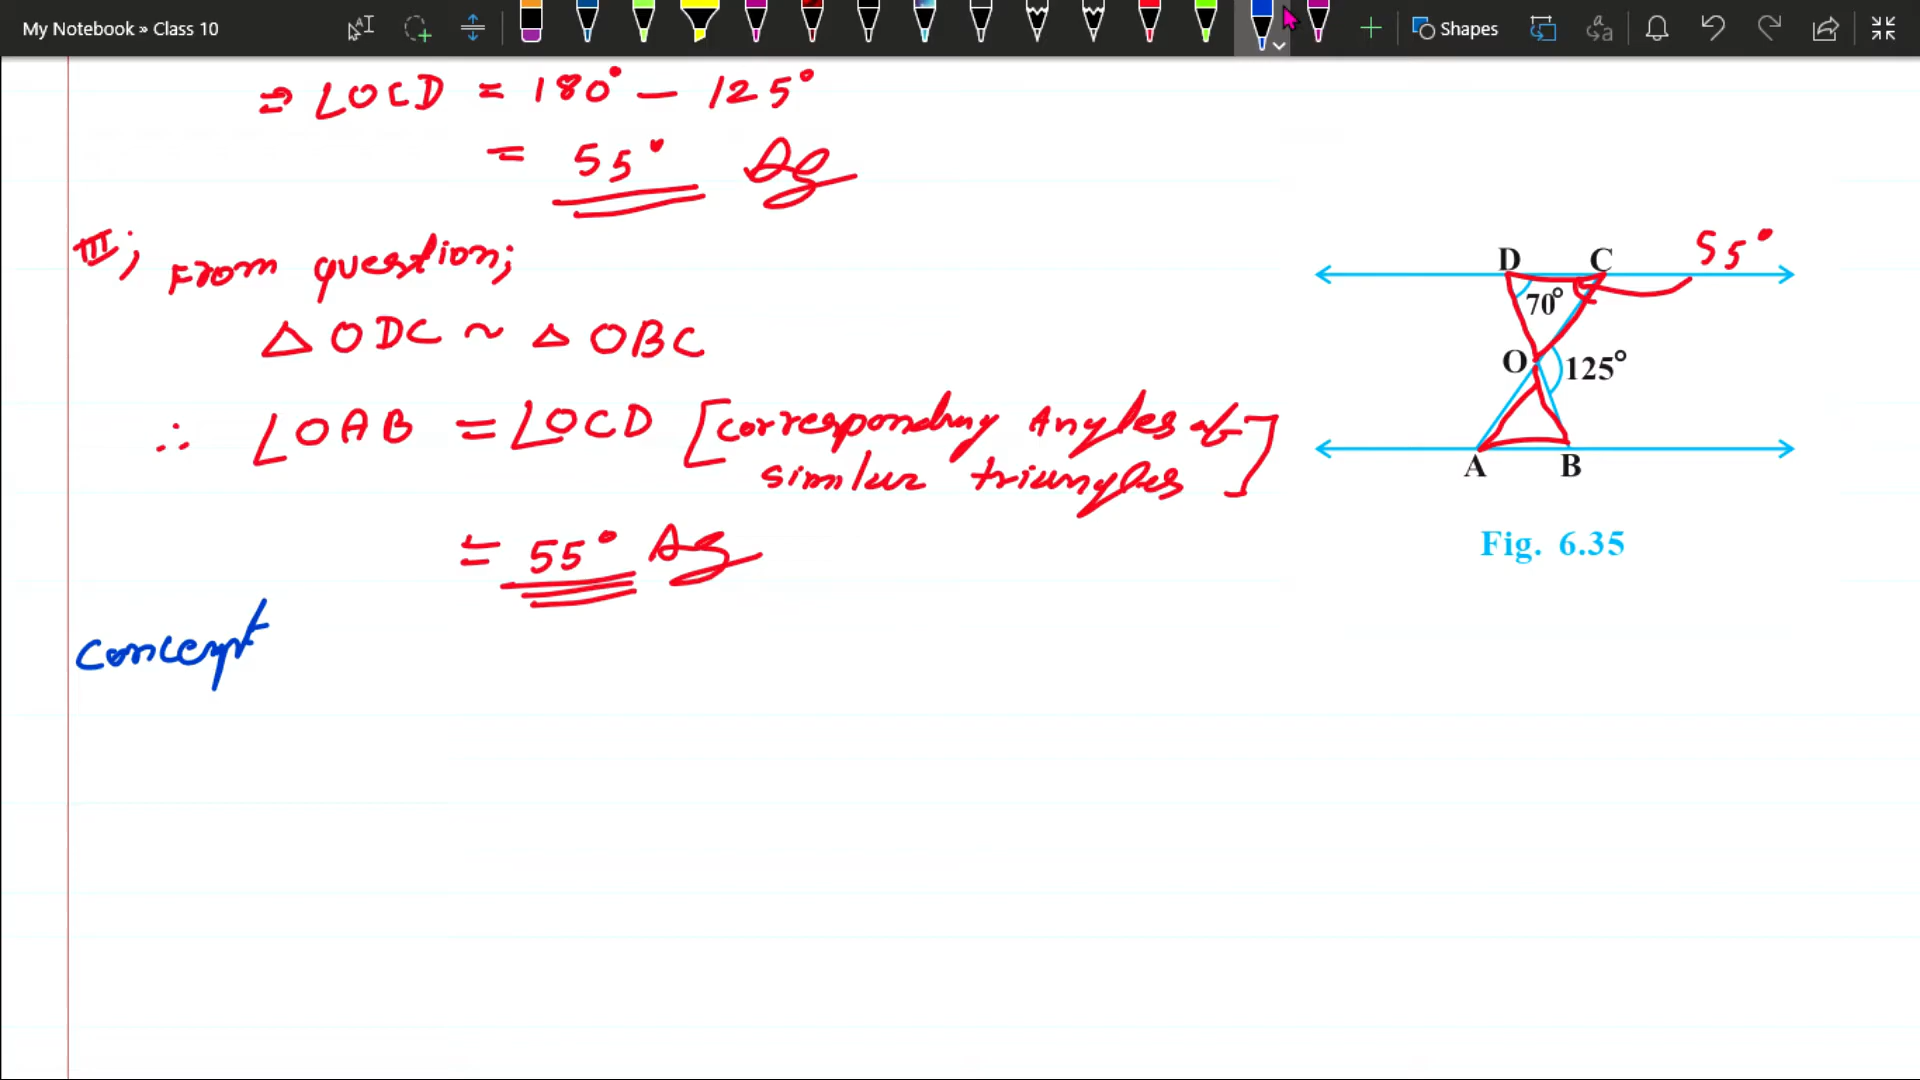 My Notebook » Class 10
Shapes
⇒ ∠OCD = 180° − 125°
= 55° Ans
III; From question;
△ ODC ~ △ OBC
∴ ∠OAB = ∠OCD [corresponding Angles of
similar triangles]
= 55° Ans
concept
55°
D C
70°
O 125°
A B
Fig. 6.35